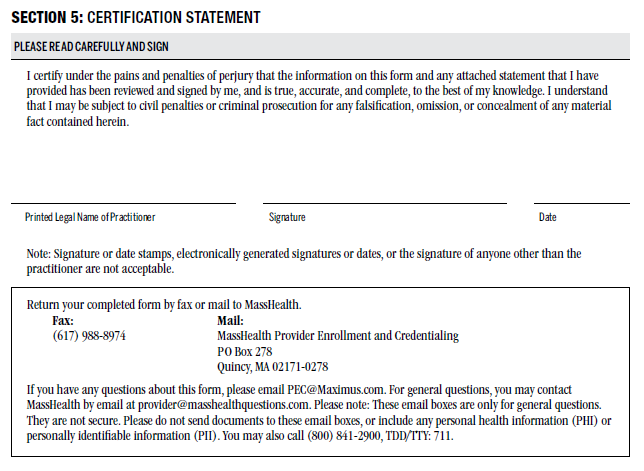 SECTION 5: CERTIFICATION STATEMENT
PLEASE READ CAREFULLY AND SIGN
I certify under the pains and penalties of perjury that the information on this form and any attached statement that I have
provided has been reviewed and signed by me, and is true, accurate, and complete, to the best of my knowledge. I understand
that I may be subject to civil penalties or criminal prosecution for any falsification, omission, or concealment of any material
fact contained herein.
Printed Legal Name of Practitioner Signature Date
Note: Signature or date stamps, electronically generated signatures or dates, or the signature of anyone other than the
practitioner are not acceptable.
Return your completed form by fax or mail to MassHealth.
Fax: Mail:
(617) 988-8974 MassHealth Provider Enrollment and Credentialing
PO Box 278
Quincy, MA 02171-0278
If you have any questions about this form, please email PEC@Maximus.com. For general questions, you may contact
MassHealth by email at provider@masshealthquestions.com. Please note: These email boxes are only for general questions.
They are not secure. Please do not send documents to these email boxes, or include any personal health information (PHI) or
personally identifiable information (PII). You may also call (800) 841-2900, TDD/TTY: 711.